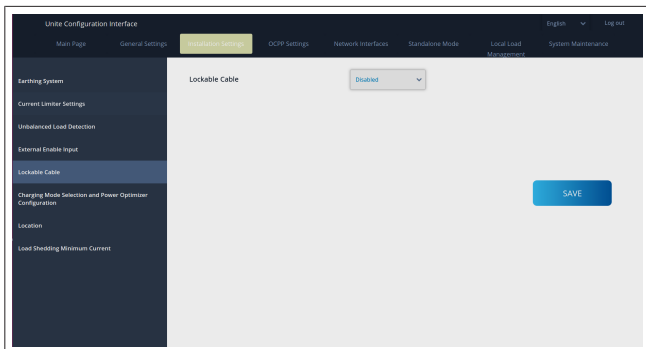 Unite Configuration Interface
English
Log out
Main Page
General Settings
Installation Settings
OCPP Settings
Network Interfaces
Standalone Mode
Local Load
Management
System Maintenance
Earthing System
Lockable Cable
Disabled
Current Limiter Settings
Unbalanced Load Detection
External Enable Input
Lockable Cable
Charging Mode Selection and Power Optimizer
Configuration
SAVE
Location
Load Shedding Minimum Current